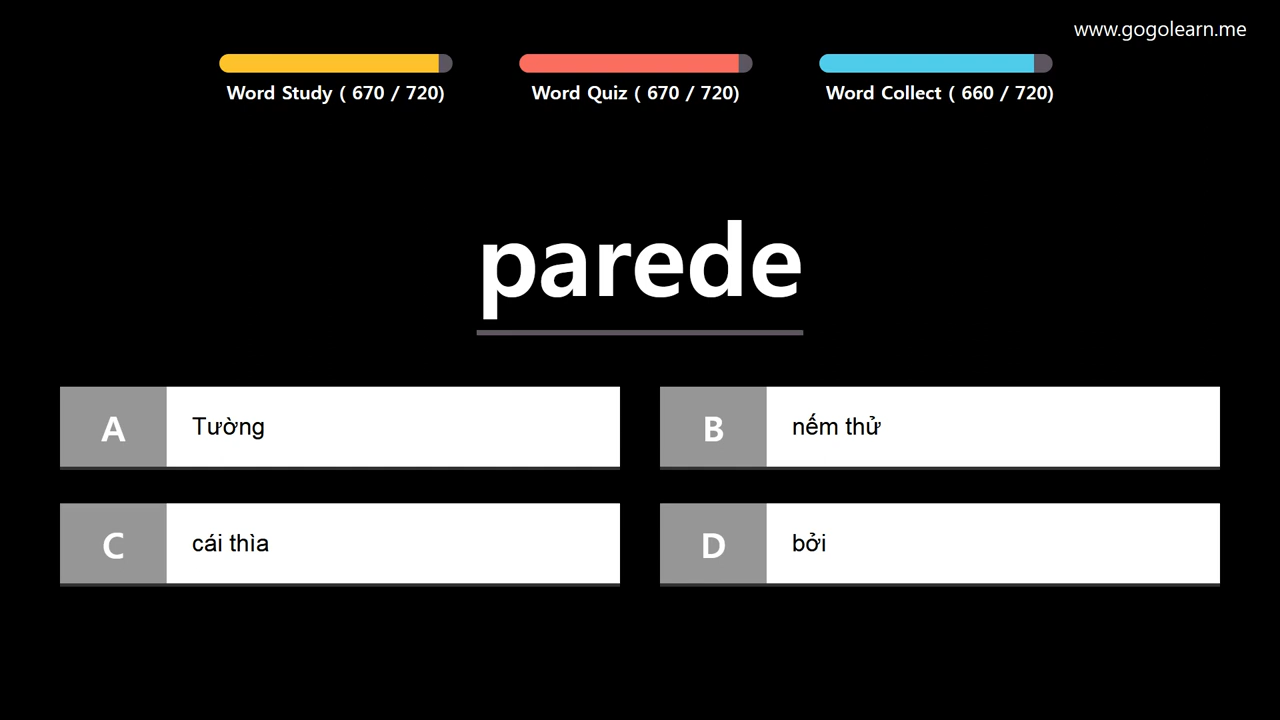 www.gogolearn.me
Word Study ( 670 / 720)
Word Quiz ( 670 / 720)
Word Collect ( 660 / 720)
parede
A Tường
B nếm thử
C cái thìa
D bởi